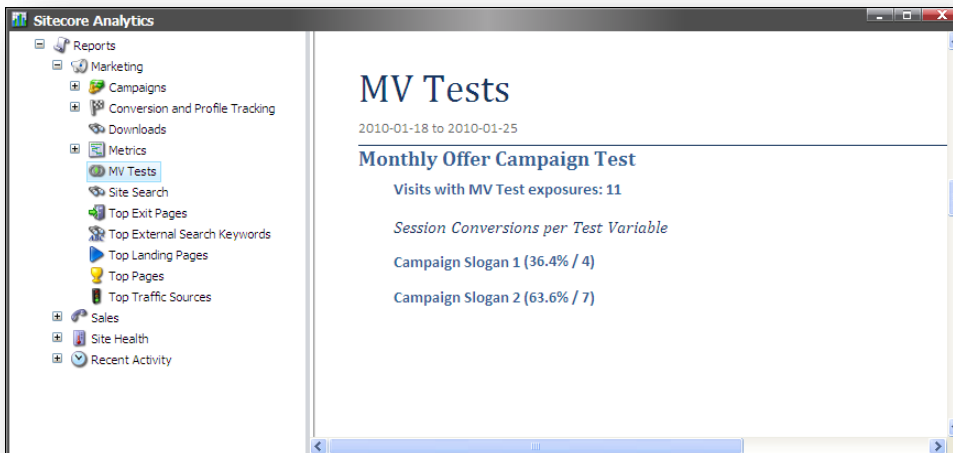 Sitecore Analytics
Reports
Marketing
Campaigns
Conversion and Profile Tracking
Downloads
Metrics
MV Tests
Site Search
Top Exit Pages
Top External Search Keywords
Top Landing Pages
Top Pages
Top Traffic Sources
Sales
Site Health
Recent Activity
MV Tests
2010-01-18 to 2010-01-25
Monthly Offer Campaign Test
Visits with MV Test exposures: 11
Session Conversions per Test Variable
Campaign Slogan 1 (36.4% / 4)
Campaign Slogan 2 (63.6% / 7)